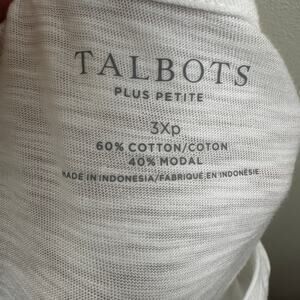 TALBOTS
PLUS PETITE
3Xp
60% COTTON/COTON
40% MODAL
MADE IN INDONESIA/FABRIQUÉ EN INDONÉSIE